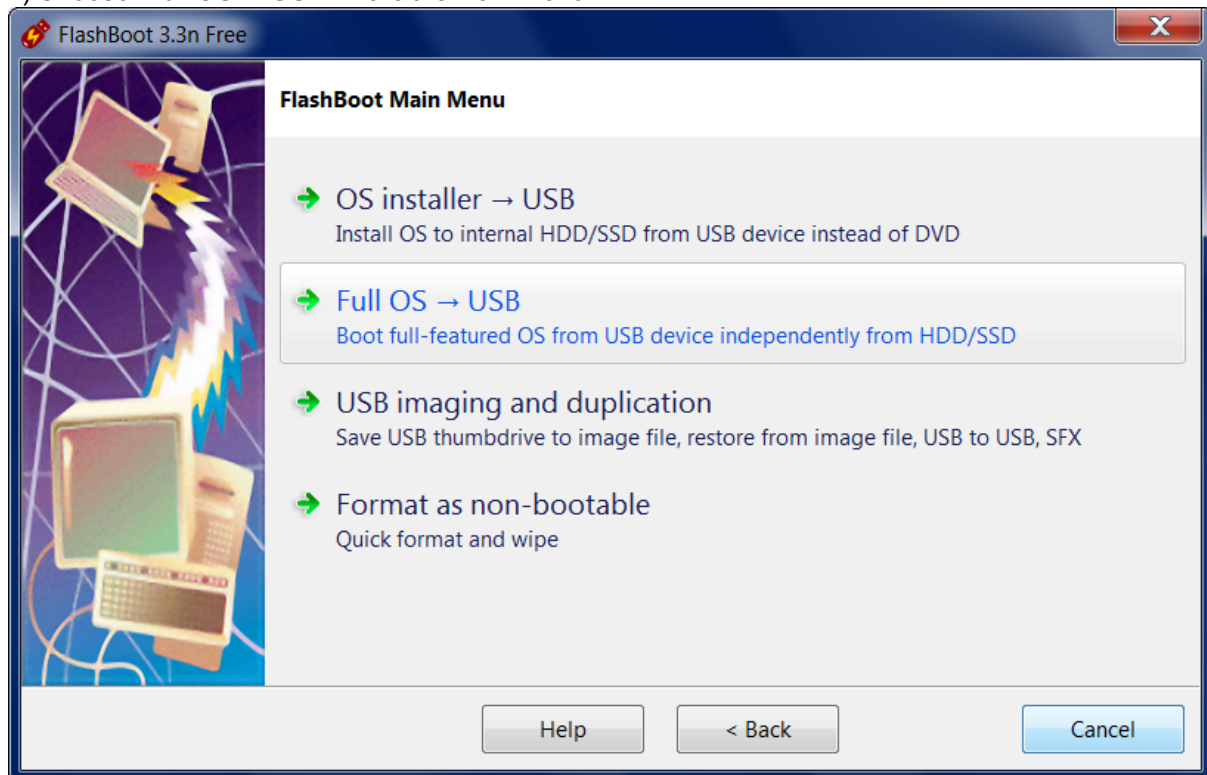 FlashBoot 3.3n Free
FlashBoot Main Menu
OS installer → USB
Install OS to internal HDD/SSD from USB device instead of DVD
Full OS → USB
Boot full-featured OS from USB device independently from HDD/SSD
USB imaging and duplication
Save USB thumbdrive to image file, restore from image file, USB to USB, SFX
Format as non-bootable
Quick format and wipe
Help
< Back
Cancel